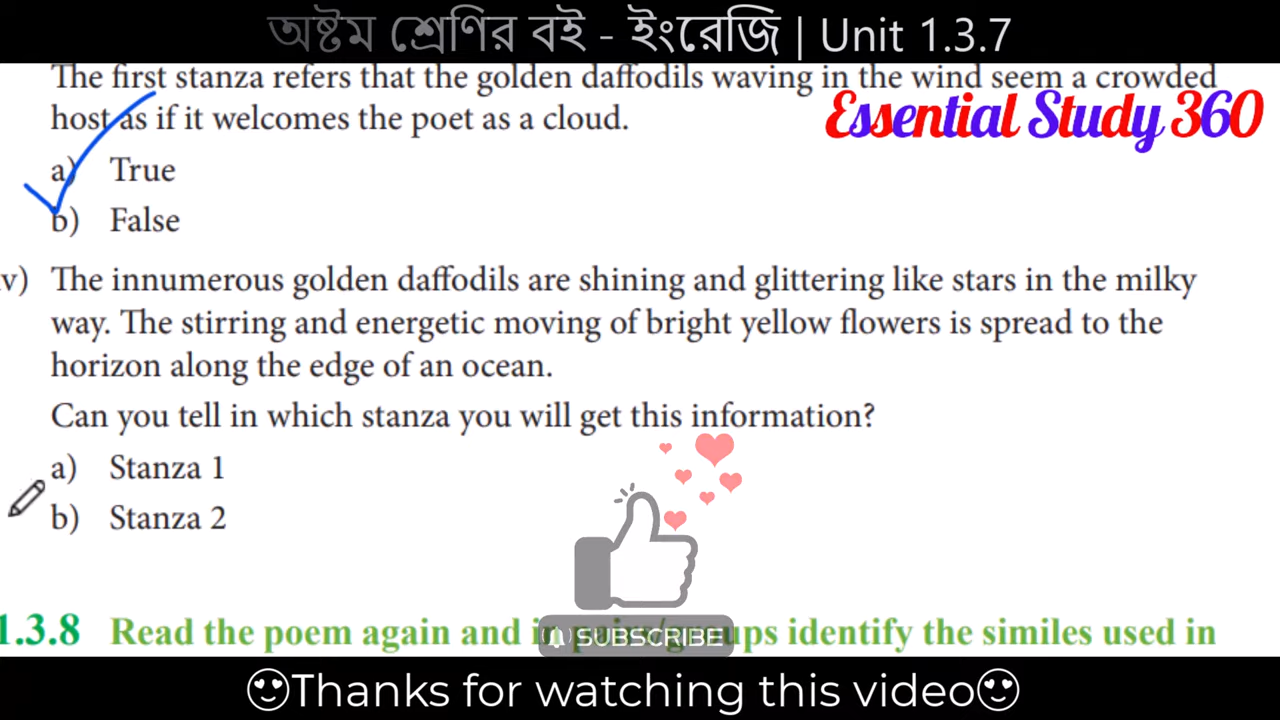 অষ্টম শ্রেণির বই - ইংরেজি | Unit 1.3.7
The first stanza refers that the golden daffodils waving in the wind seem a crowded
host as if it welcomes the poet as a cloud.
Essential Study 360
a) True
b) False
v) The innumerous golden daffodils are shining and glittering like stars in the milky
way. The stirring and energetic moving of bright yellow flowers is spread to the
horizon along the edge of an ocean.
Can you tell in which stanza you will get this information?
a) Stanza 1
b) Stanza 2
1.3.8 Read the poem again and in pairs/groups identify the similes used in
SUBSCRIBE
Thanks for watching this video